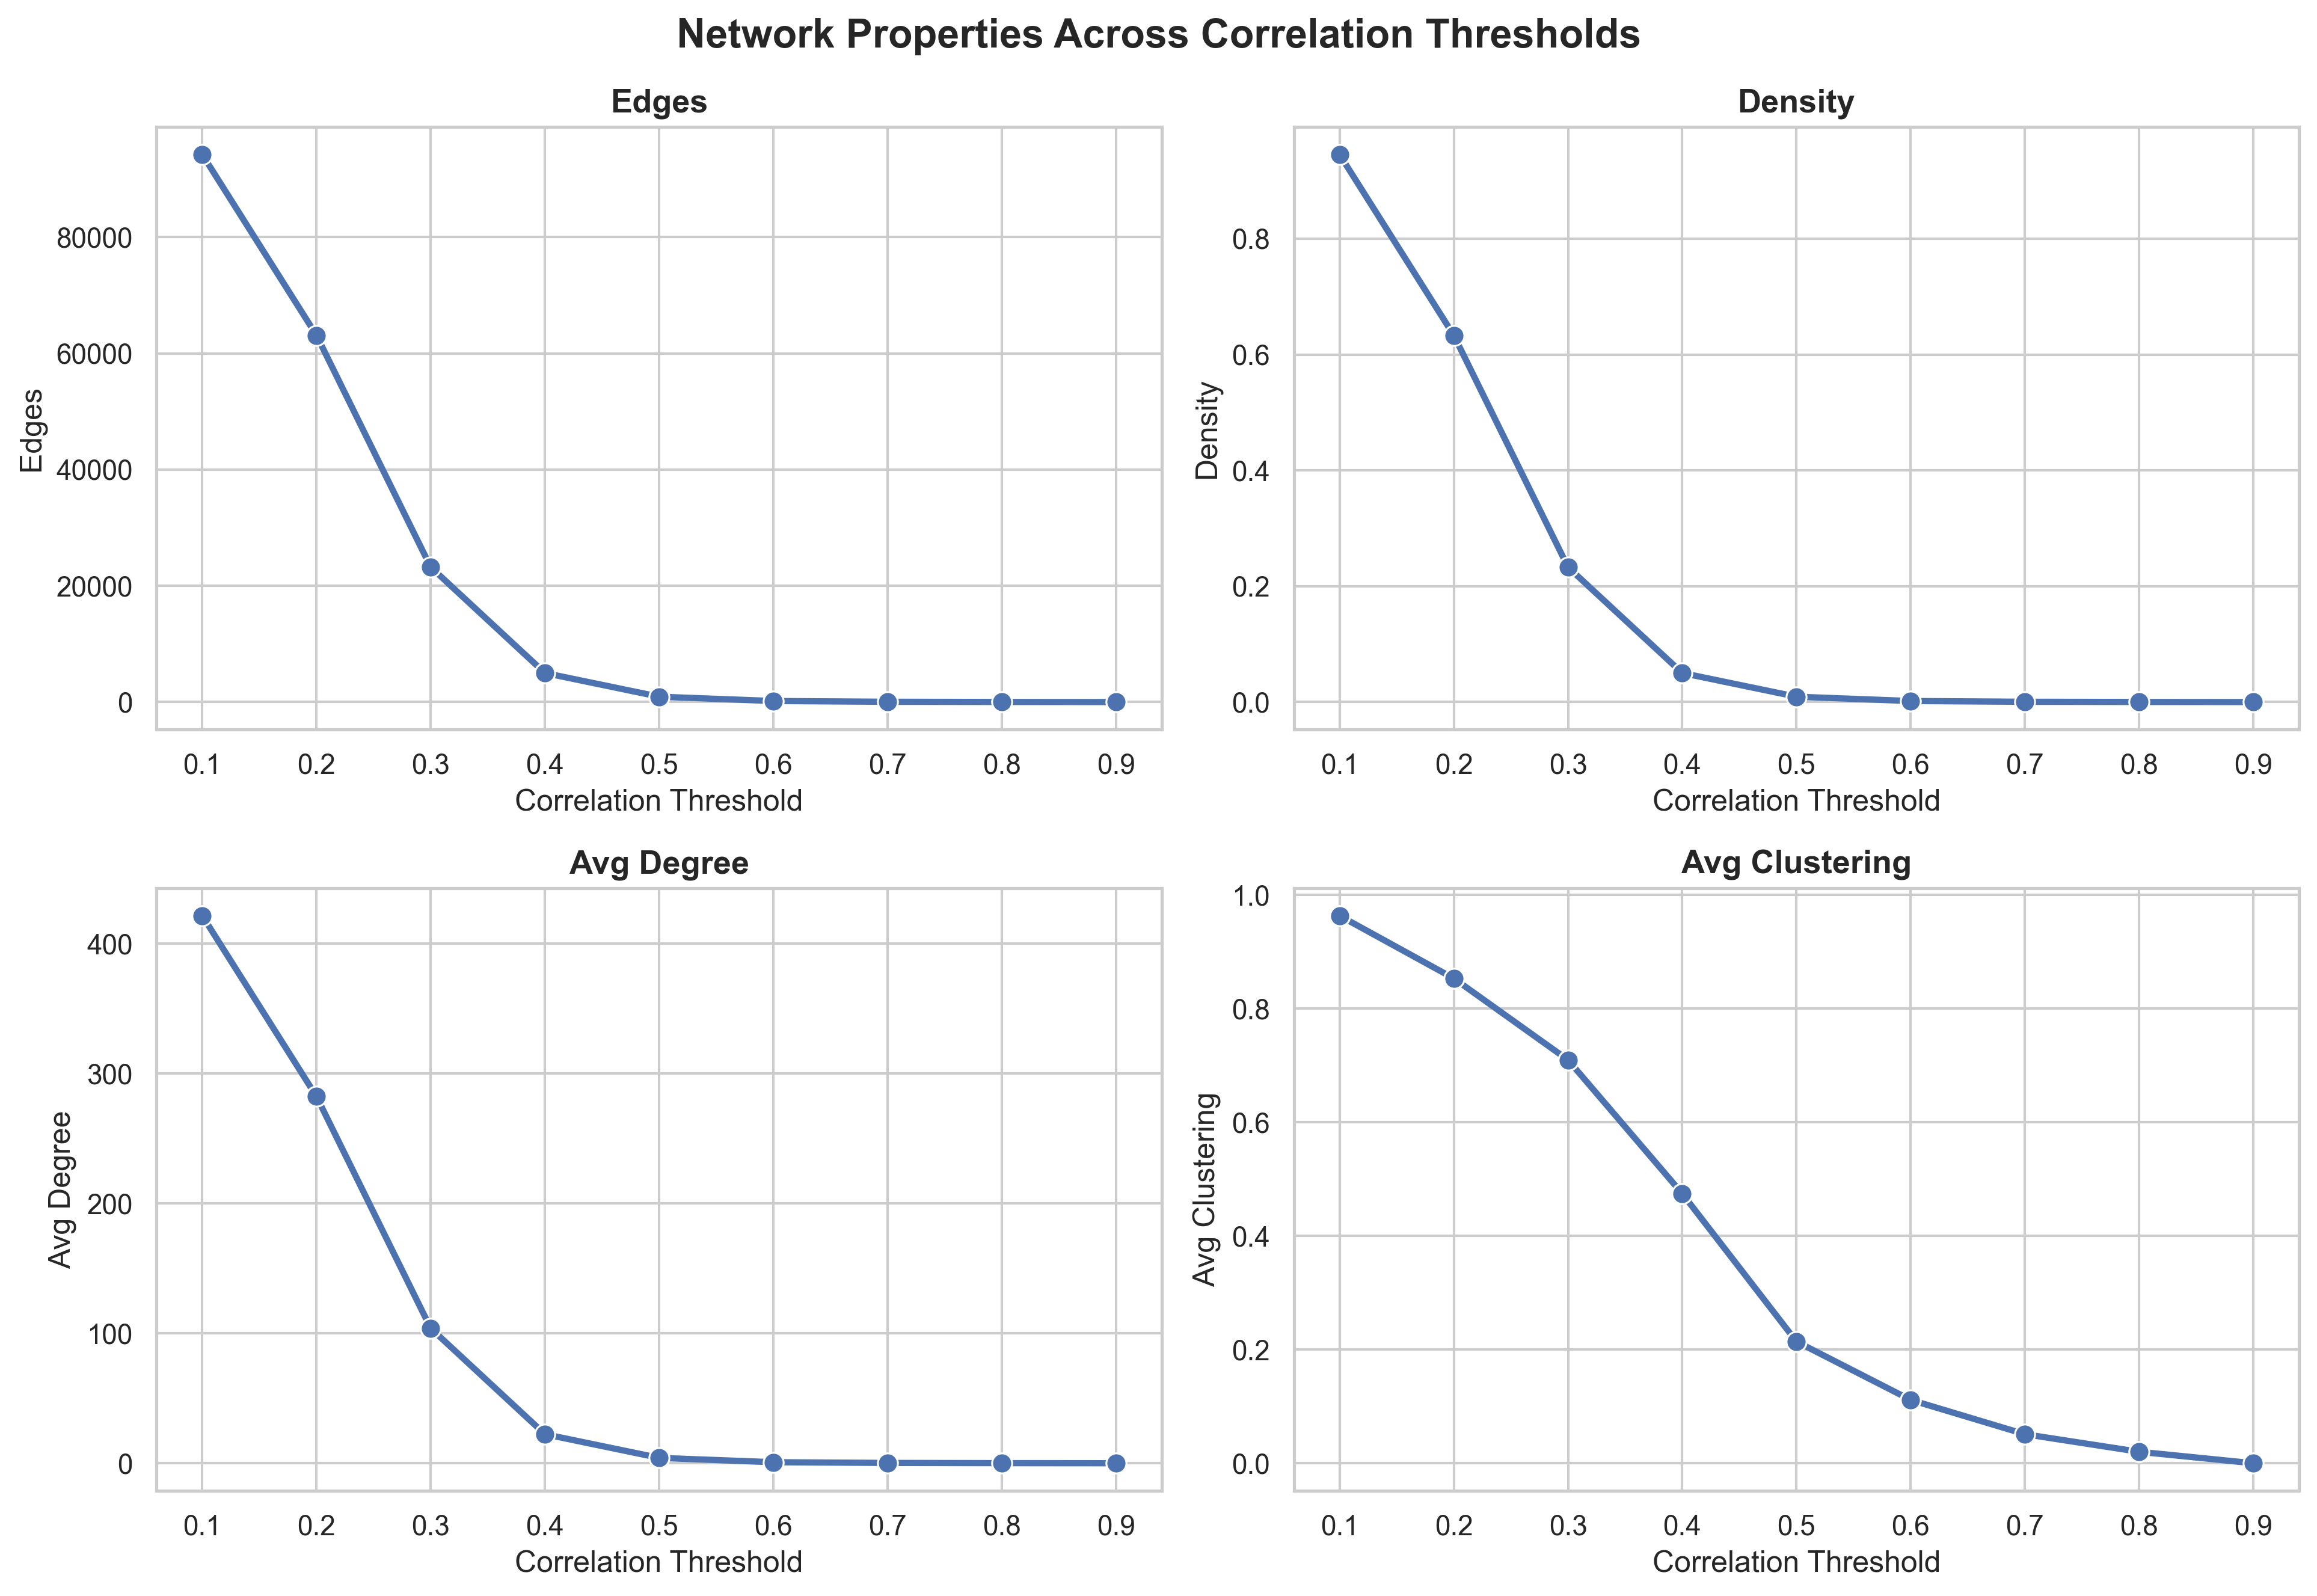 Network Properties Across Correlation Thresholds
Edges
Edges
80000
60000
40000
20000
0
0.1 0.2 0.3 0.4 0.5 0.6 0.7 0.8 0.9
Correlation Threshold
Density
Density
0.8
0.6
0.4
0.2
0.0
0.1 0.2 0.3 0.4 0.5 0.6 0.7 0.8 0.9
Correlation Threshold
Avg Degree
Avg Degree
400
300
200
100
0
0.1 0.2 0.3 0.4 0.5 0.6 0.7 0.8 0.9
Correlation Threshold
Avg Clustering
Avg Clustering
1.0
0.8
0.6
0.4
0.2
0.0
0.1 0.2 0.3 0.4 0.5 0.6 0.7 0.8 0.9
Correlation Threshold